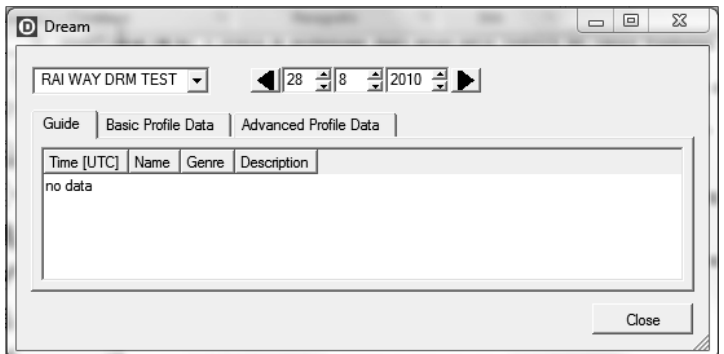 D Dream
RAI WAY DRM TEST 28 8 2010
Guide Basic Profile Data Advanced Profile Data
Time [UTC] Name Genre Description
no data
Close